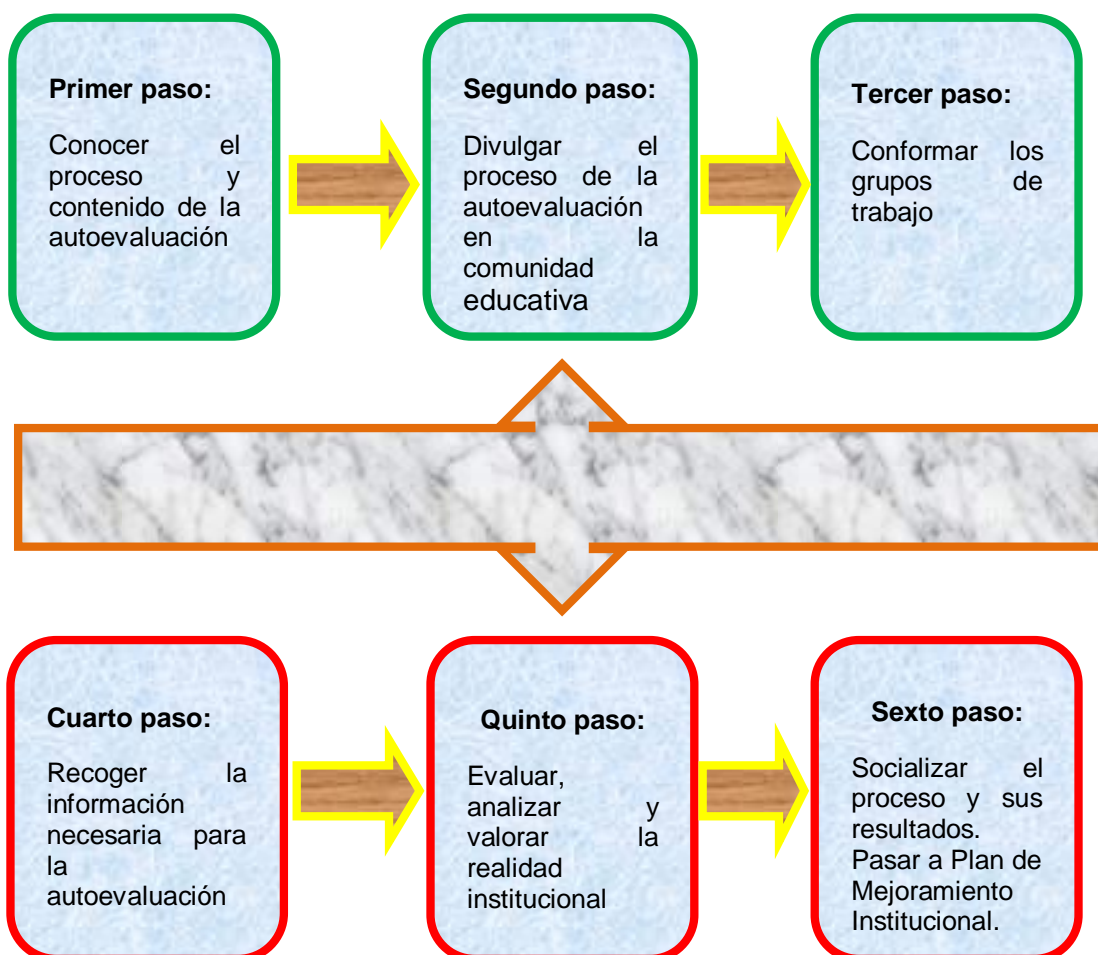 Primer paso:
Conocer el
proceso y
contenido de la
autoevaluación
Segundo paso:
Divulgar el
proceso de la
autoevaluación
en la
comunidad
educativa
Tercer paso:
Conformar los
grupos de
trabajo
Cuarto paso:
Recoger la
información
necesaria para
la
autoevaluación
Quinto paso:
Evaluar,
analizar y
valorar la
realidad
institucional
Sexto paso:
Socializar el
proceso y sus
resultados.
Pasar a Plan de
Mejoramiento
Institucional.